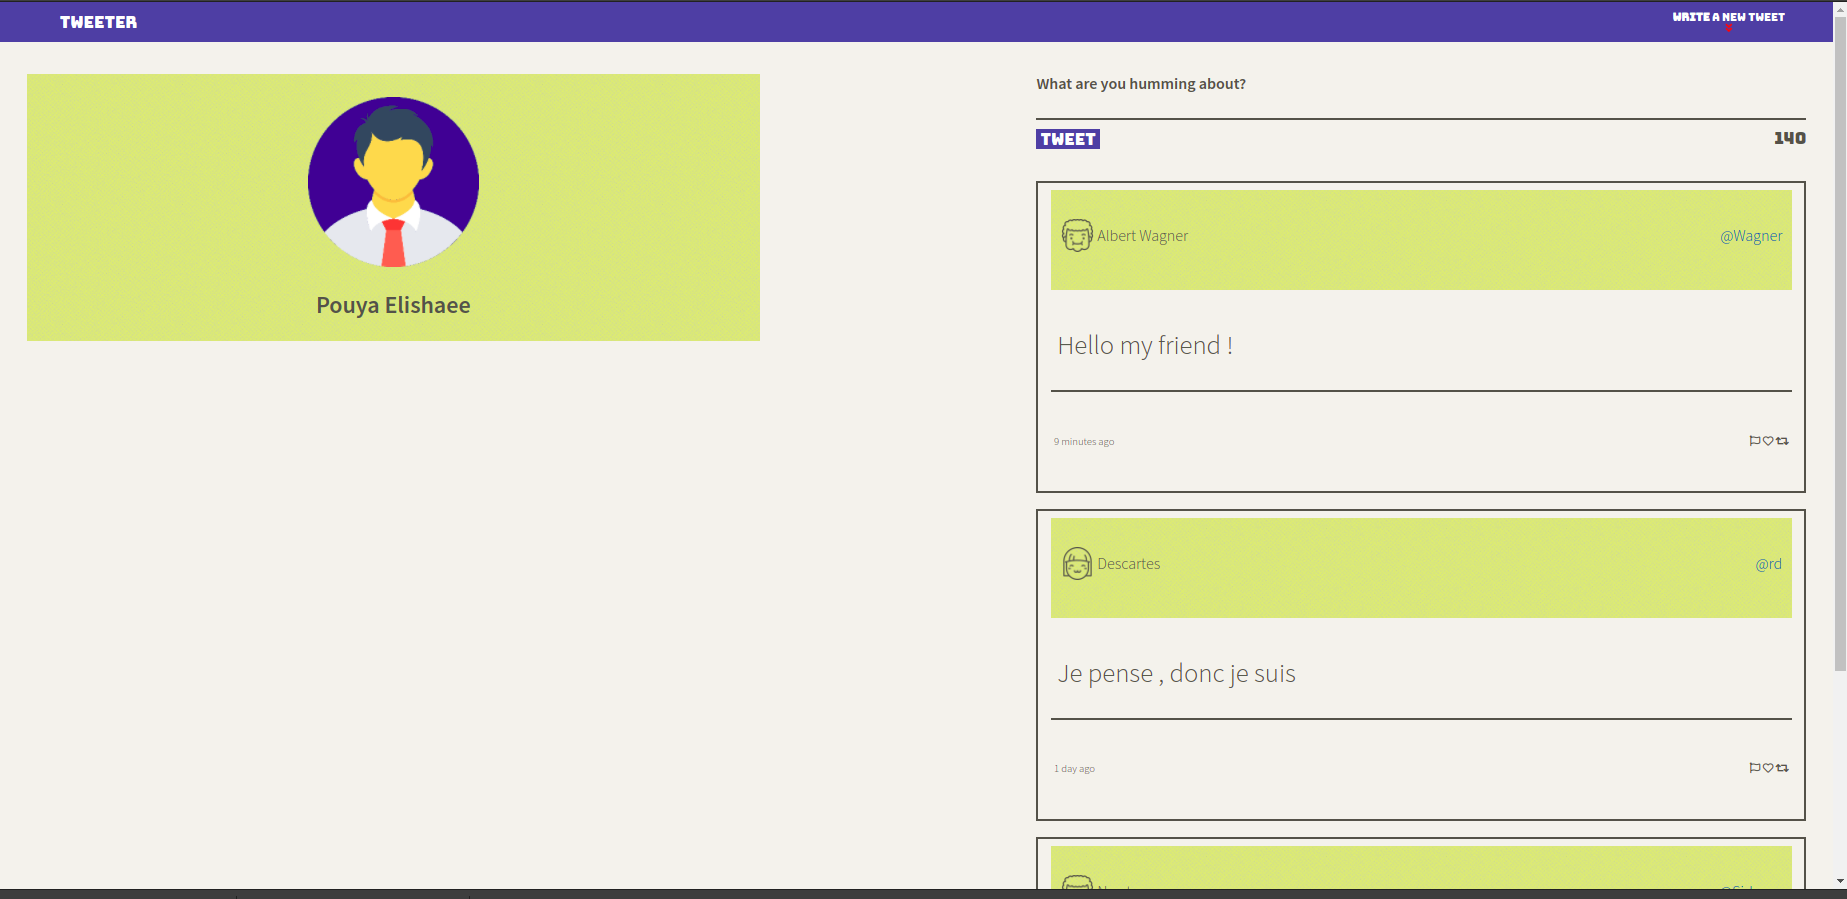 TWEETER
WRITE A NEW TWEET
Pouya Elishaee
What are you humming about?
TWEET
140
Albert Wagner
@Wagner
Hello my friend !
9 minutes ago
Descartes
@rd
Je pense , donc je suis
1 day ago